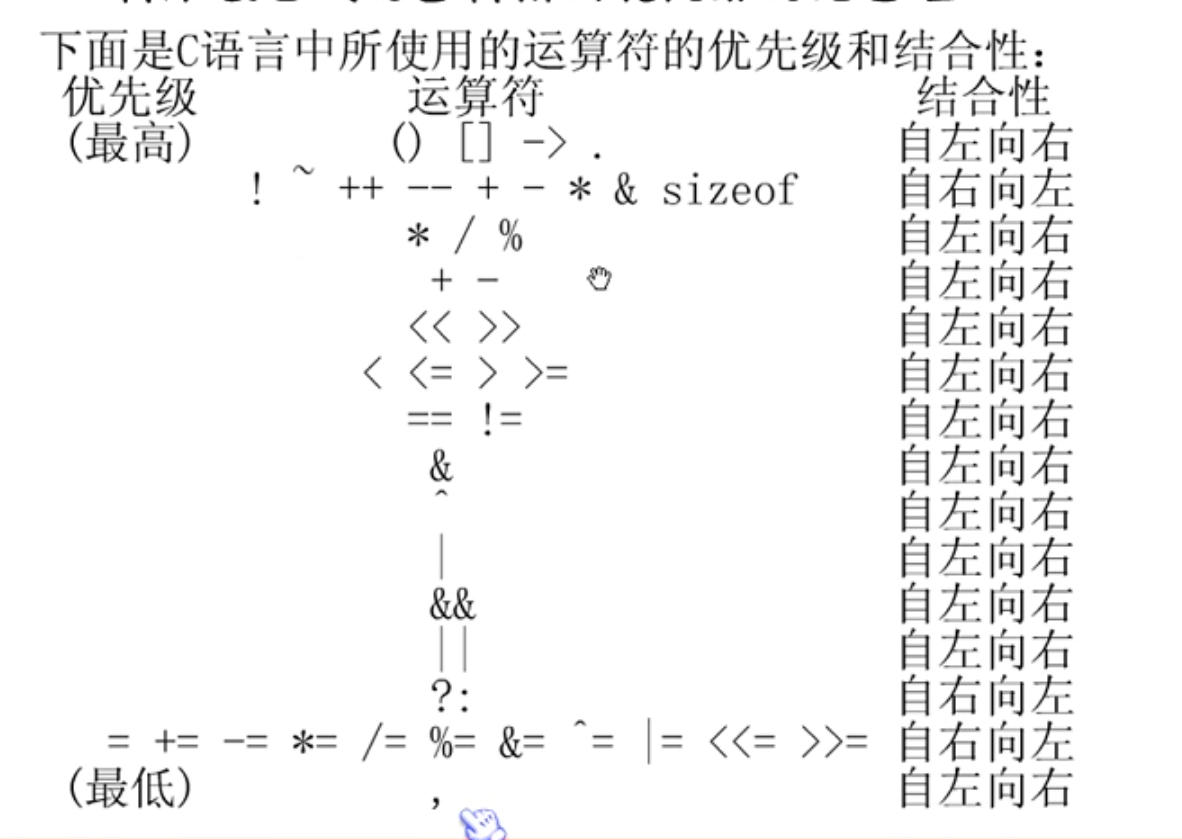 下面是C语言中所使用的运算符的优先级和结合性:
优先级 运算符 结合性
(最高) () [] -> . 自左向右
! ~ ++ -- + - * & sizeof 自右向左
* / % 自左向右
+ - 自左向右
<< >> 自左向右
< <= > >= 自左向右
== != 自左向右
& 自左向右
^ 自左向右
| 自左向右
&& 自左向右
|| 自左向右
?: 自右向左
= += -= *= /= %= &= ^= |= <<= >>= 自右向左
(最低) , 自左向右